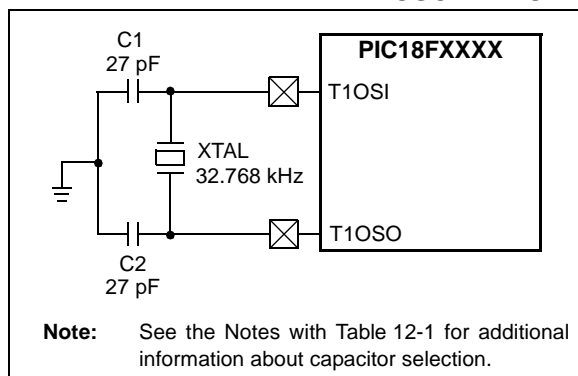 C1
27 pF
PIC18FXXXX
T1OSI
XTAL
32.768 kHz
T1OSO
C2
27 pF
Note: See the Notes with Table 12-1 for additional
information about capacitor selection.